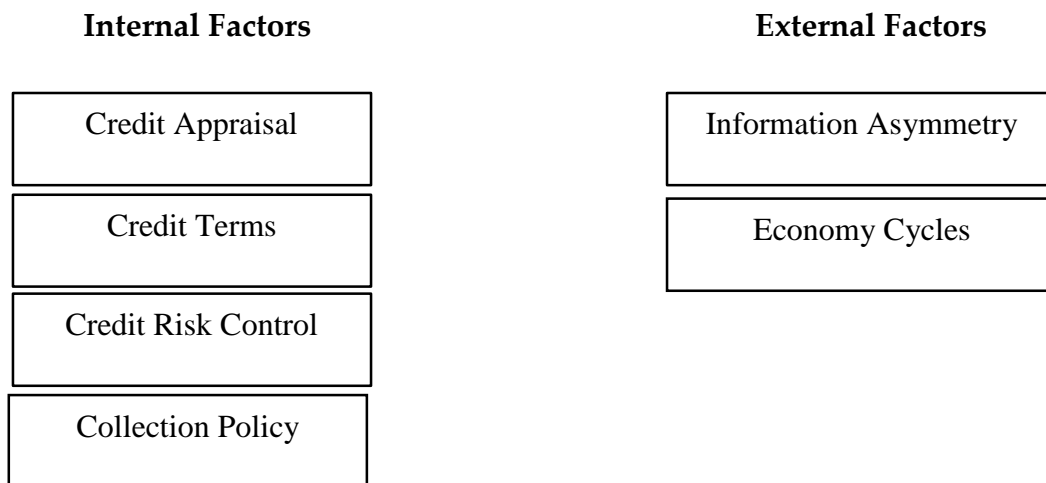 Internal Factors
External Factors
Credit Appraisal
Information Asymmetry
Credit Terms
Economy Cycles
Credit Risk Control
Collection Policy